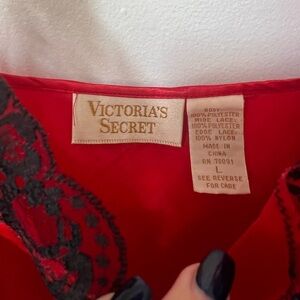 VICTORIA'S
SECRET
BODY:
100% POLYESTER
WIDE LACE:
100% POLYESTER
EDGE LACE:
100% NYLON
MADE IN
CHINA
RN 70091
L
SEE REVERSE
FOR CARE